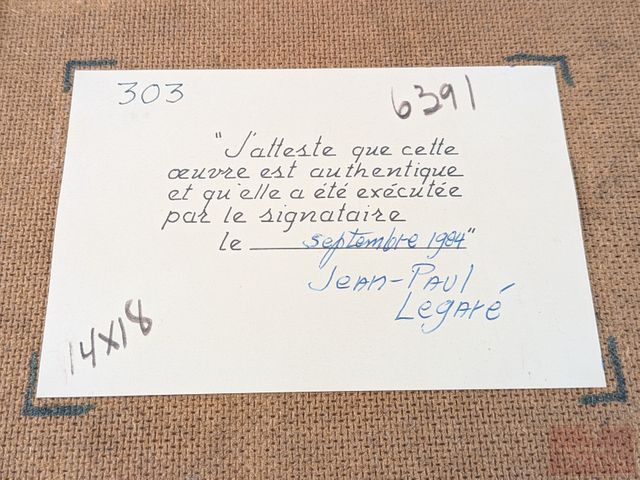 303
6391
"J'atteste que cette
œuvre est authentique
et qu'elle a été exécutée
par le signataire
le septembre 1984"
Jean-Paul
Legaré
14x18